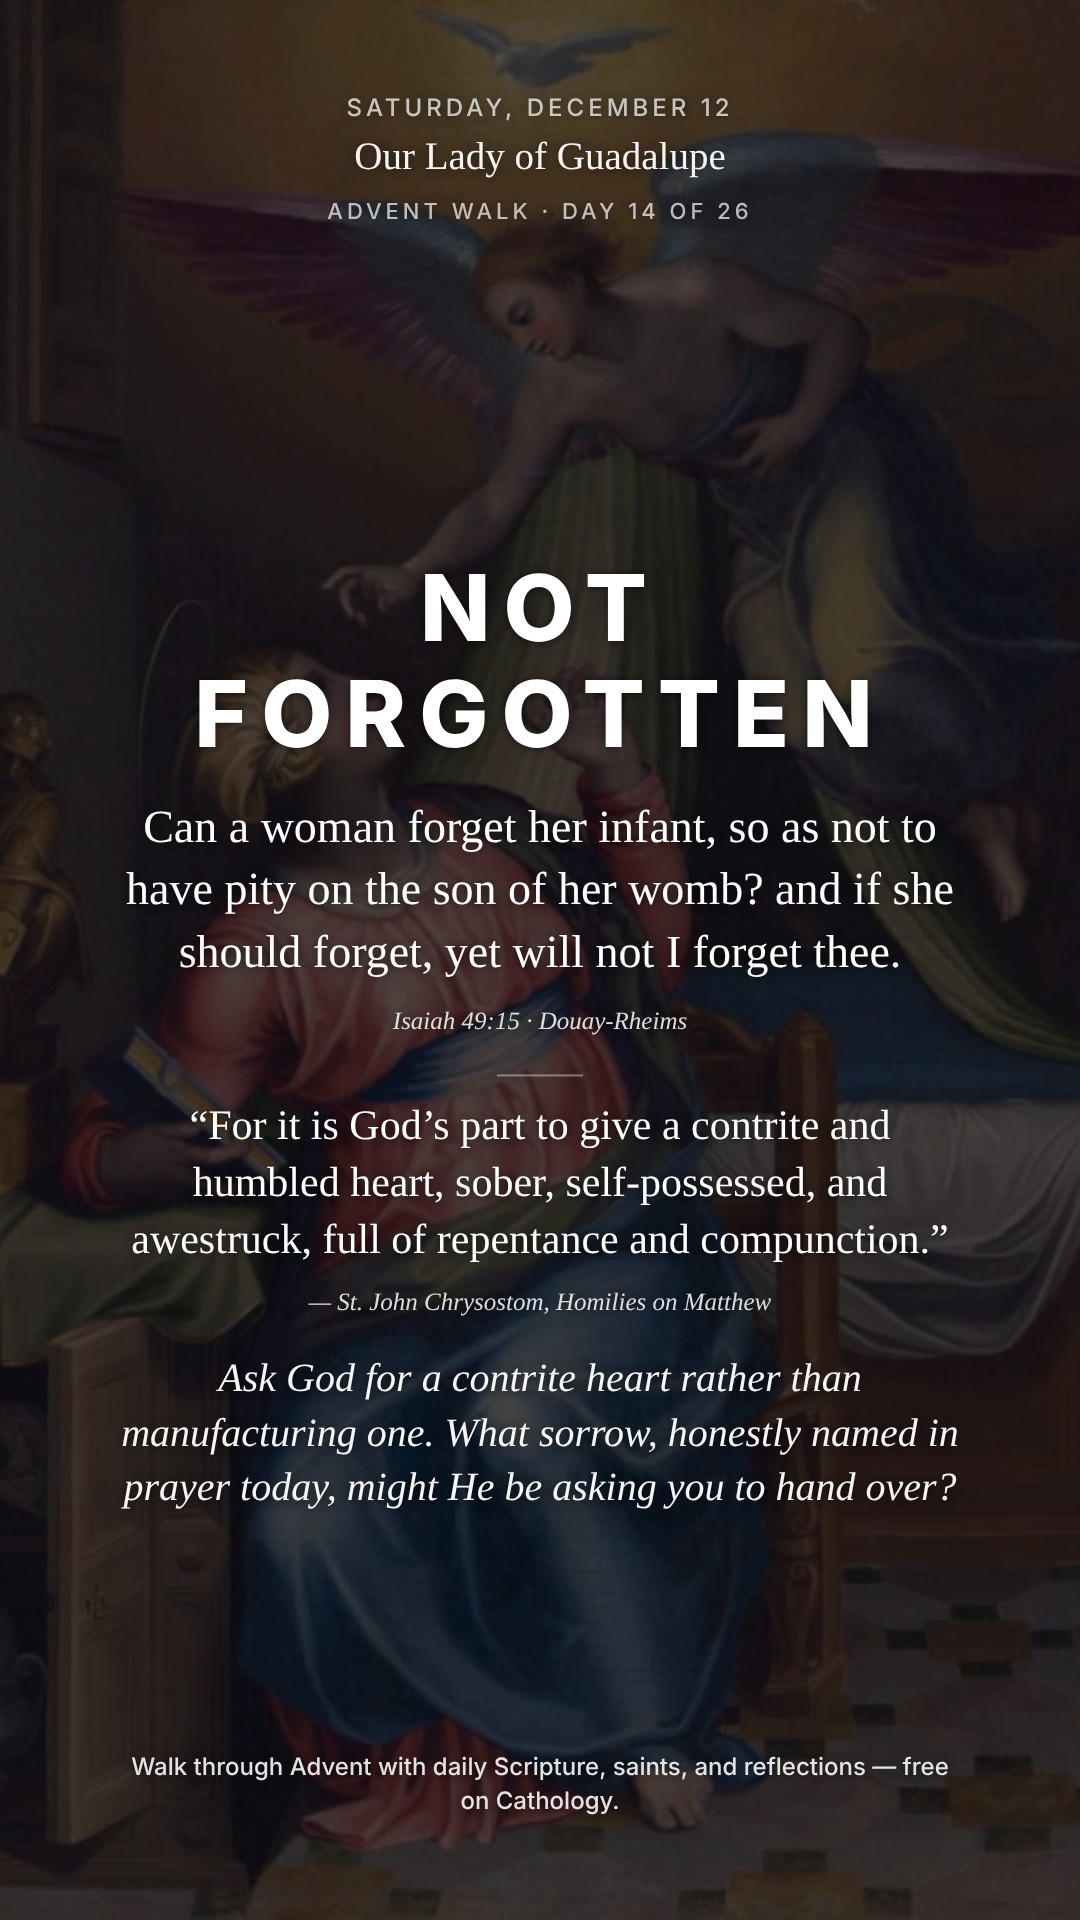 SATURDAY, DECEMBER 12
Our Lady of Guadalupe
ADVENT WALK · DAY 14 OF 26
NOT
FORGOTTEN
Can a woman forget her infant, so as not to
have pity on the son of her womb? and if she
should forget, yet will not I forget thee.
Isaiah 49:15 · Douay-Rheims
“For it is God’s part to give a contrite and
humbled heart, sober, self-possessed, and
awestruck, full of repentance and compunction.”
— St. John Chrysostom, Homilies on Matthew
Ask God for a contrite heart rather than
manufacturing one. What sorrow, honestly named in
prayer today, might He be asking you to hand over?
Walk through Advent with daily Scripture, saints, and reflections — free
on Cathology.